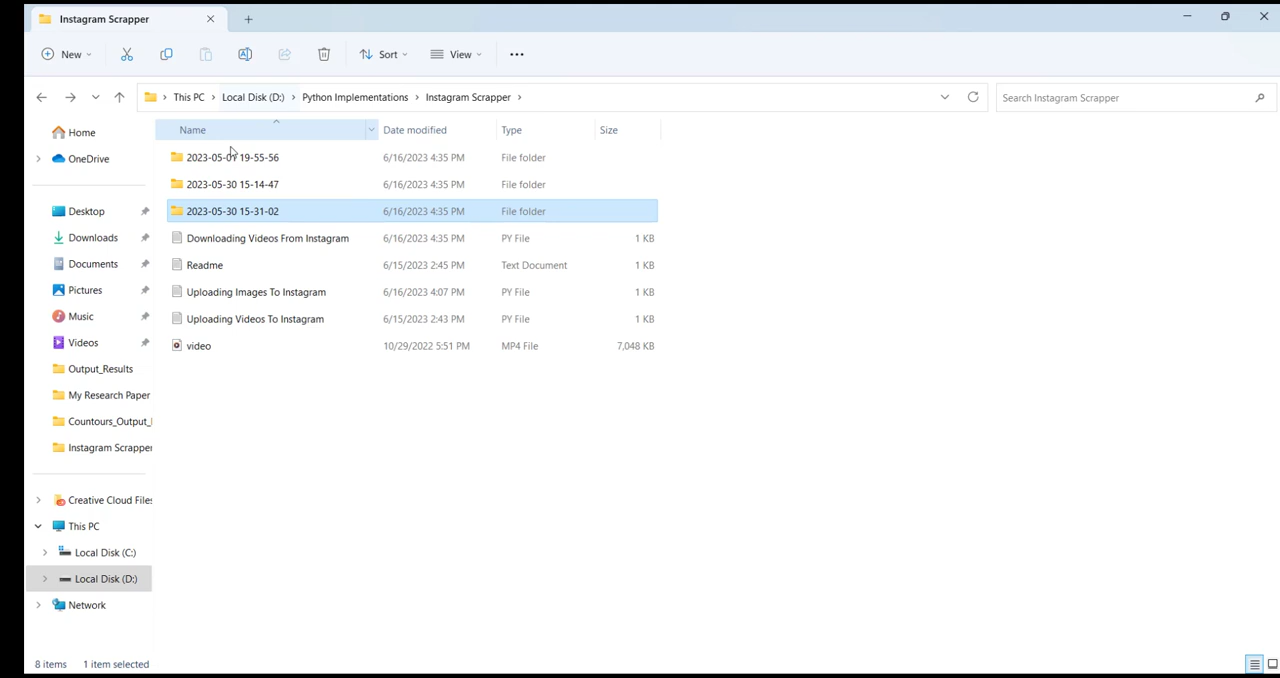 Instagram Scrapper
New
Sort
View
This PC > Local Disk (D:) > Python Implementations > Instagram Scrapper >
Search Instagram Scrapper
Home
OneDrive
Desktop
Downloads
Documents
Pictures
Music
Videos
Output_Results
My Research Paper
Countours_Output_
Instagram Scrapper
Creative Cloud Files
This PC
Local Disk (C:)
Local Disk (D:)
Network
Name Date modified Type Size
19-55-56 6/16/2023 4:35 PM File folder
2023-05-30 15-14-47 6/16/2023 4:35 PM File folder
2023-05-30 15-31-02 6/16/2023 4:35 PM File folder
Downloading Videos From Instagram 6/16/2023 4:35 PM PY File 1 KB
Readme 6/15/2023 2:45 PM Text Document 1 KB
Uploading Images To Instagram 6/16/2023 4:07 PM PY File 1 KB
Uploading Videos To Instagram 6/15/2023 2:43 PM PY File 1 KB
video 10/29/2022 5:51 PM MP4 File 7,048 KB
8 items 1 item selected